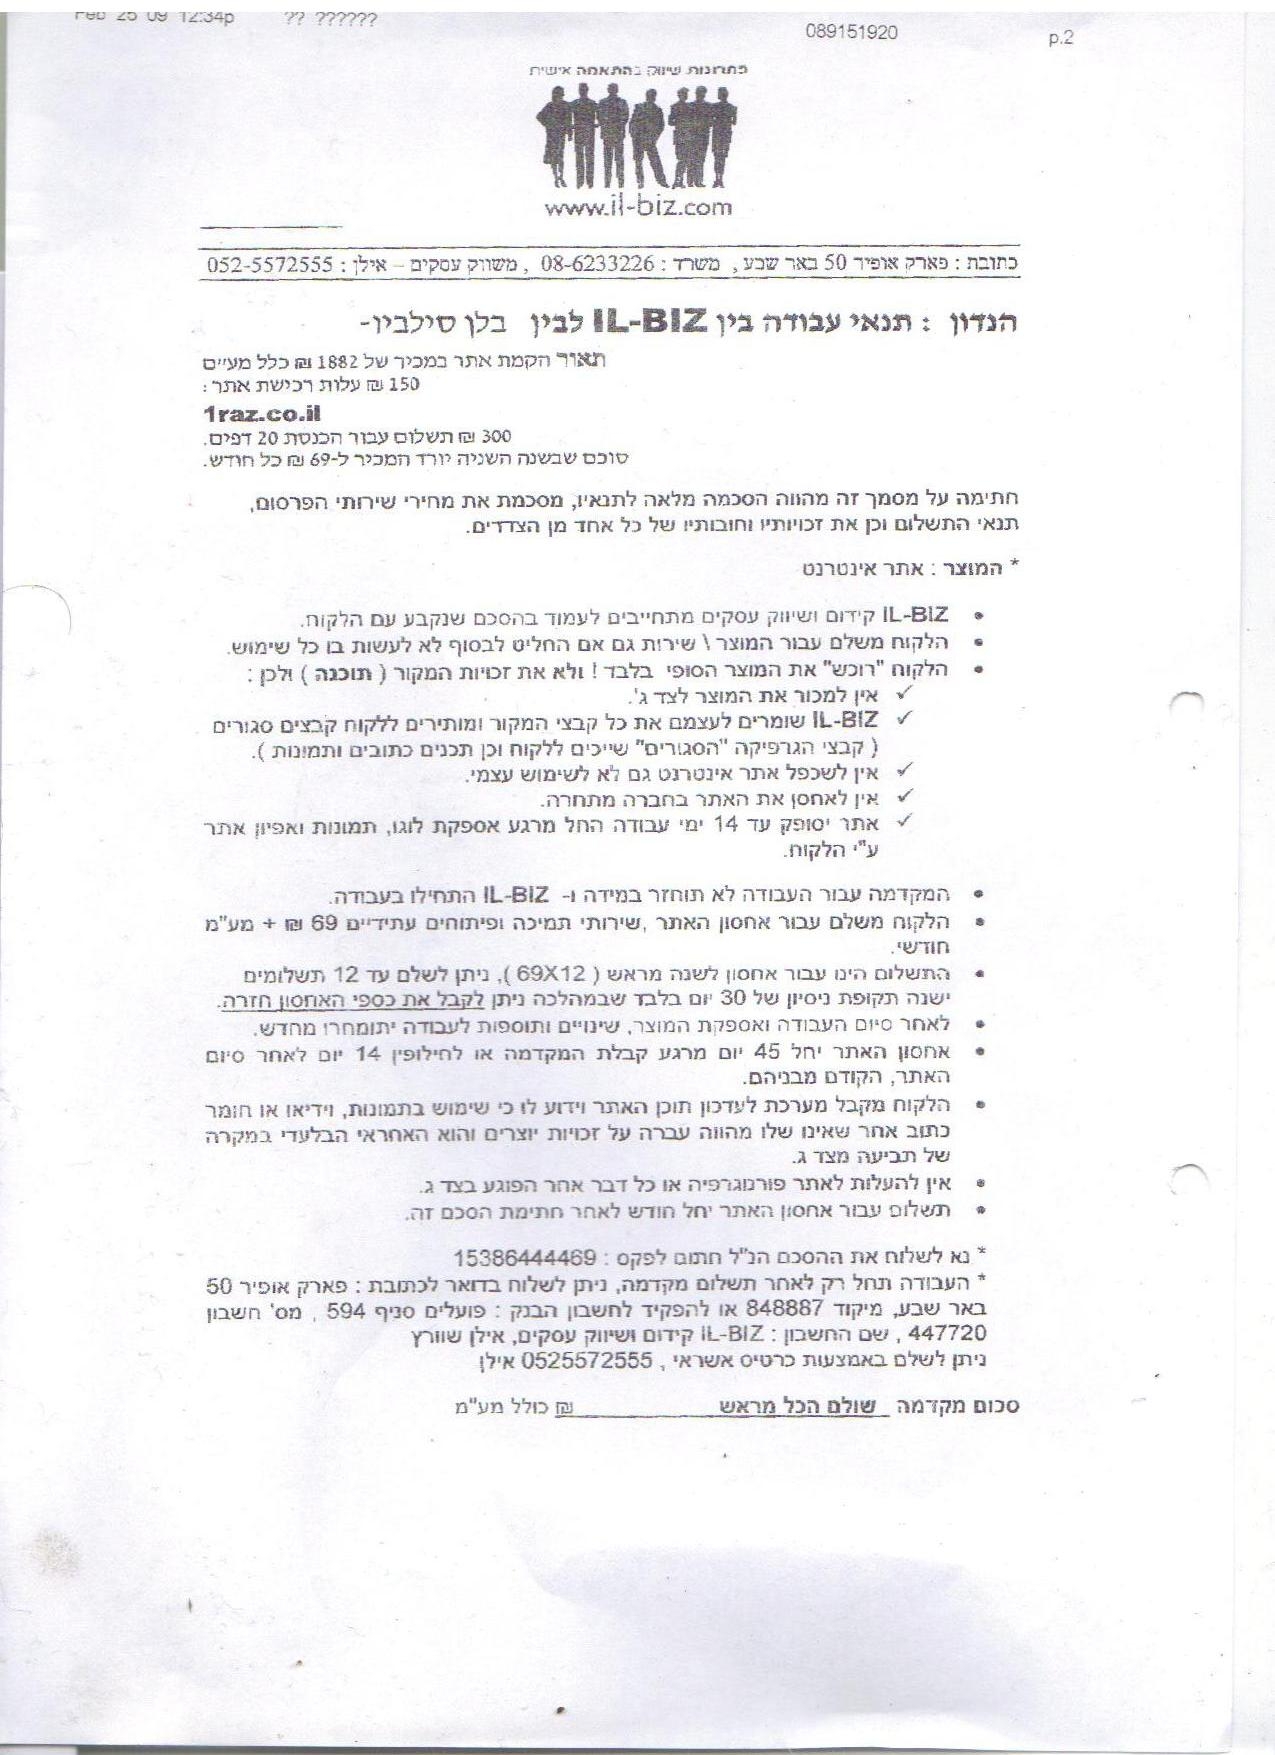 Feb 25 09 12:34p ?? ??????
089151920
p.2
פתרונות שיווק בהתאמה אישית
www.il-biz.com
כתובת : פארק אופיר 50 באר שבע , משרד : 08-6233226 , משווק עסקים – אילן : 052-5572555
הנדון : תנאי עבודה בין IL-BIZ לבין בלן סילביו-
תאור הקמת אתר במכיר של 1882 ₪ כלל מע״ים
150 ₪ עלות רכישת אתר :
1raz.co.il
300 ₪ תשלום עבור הכנסת 20 דפים.
סוכם שבשנה השניה יורד המכיר ל-69 ₪ כל חודש.
חתימה על מסמך זה מהווה הסכמה מלאה לתנאיו, מסכמת את מחירי שירותי הפרסום,
תנאי התשלום וכן את זכויותיו וחובותיו של כל אחד מן הצדדים.
* המוצר : אתר אינטרנט
• IL-BIZ קידום ושיווק עסקים מתחייבים לעמוד בהסכם שנקבע עם הלקוח.
• הלקוח משלם עבור המוצר \ שירות גם אם החליט לבסוף לא לעשות בו כל שימוש.
• הלקוח "רוכש" את המוצר הסופי בלבד ! ולא את זכויות המקור ( תוכנה ) ולכן :
✓ אין למכור את המוצר לצד ג'.
✓ IL-BIZ שומרים לעצמם את כל קבצי המקור ומותירים ללקוח קבצים סגורים
( קבצי הגרפיקה "הסגורים" שייכים ללקוח וכן תכנים כתובים ותמונות ).
✓ אין לשכפל אתר אינטרנט גם לא לשימוש עצמי.
✓ אין לאחסן את האתר בחברה מתחרה.
✓ אתר יסופק עד 14 ימי עבודה החל מרגע אספקת לוגו, תמונות ואפיון אתר
ע"י הלקוח.
• המקדמה עבור העבודה לא תוחזר במידה ו- IL-BIZ התחילו בעבודה.
• הלקוח משלם עבור אחסון האתר ,שירותי תמיכה ופיתוחים עתידיים 69 ₪ + מע"מ
חודשי.
• התשלום הינו עבור אחסון לשנה מראש ( 69X12 ), ניתן לשלם עד 12 תשלומים
ישנה תקופת ניסיון של 30 יום בלבד שבמהלכה ניתן לקבל את כספי האחסון חזרה.
• לאחר סיום העבודה ואספקת המוצר, שינויים ותוספות לעבודה יתומחרו מחדש.
• אחסון האתר יחל 45 יום מרגע קבלת המקדמה או לחילופין 14 יום לאחר סיום
האתר, הקודם מבניהם.
• הלקוח מקבל מערכת לעדכון תוכן האתר וידוע לו כי שימוש בתמונות, וידיאו או חומר
כתוב אחר שאינו שלו מהווה עברה על זכויות יוצרים והוא האחראי הבלעדי במקרה
של תביעה מצד ג.
• אין להעלות לאתר פורנוגרפיה או כל דבר אחר הפוגע בצד ג.
• תשלום עבור אחסון האתר יחל חודש לאחר חתימת הסכם זה.
* נא לשלוח את ההסכם הנ"ל חתום לפקס : 15386444469
* העבודה תחל רק לאחר תשלום מקדמה, ניתן לשלוח בדואר לכתובת : פארק אופיר 50
באר שבע, מיקוד 848887 או להפקיד לחשבון הבנק : פועלים סניף 594 , מס' חשבון
447720 , שם החשבון : IL-BIZ קידום ושיווק עסקים, אילן שוורץ
ניתן לשלם באמצעות כרטיס אשראי , 0525572555 אילן
סכום מקדמה שולם הכל מראש ₪ כולל מע"מ